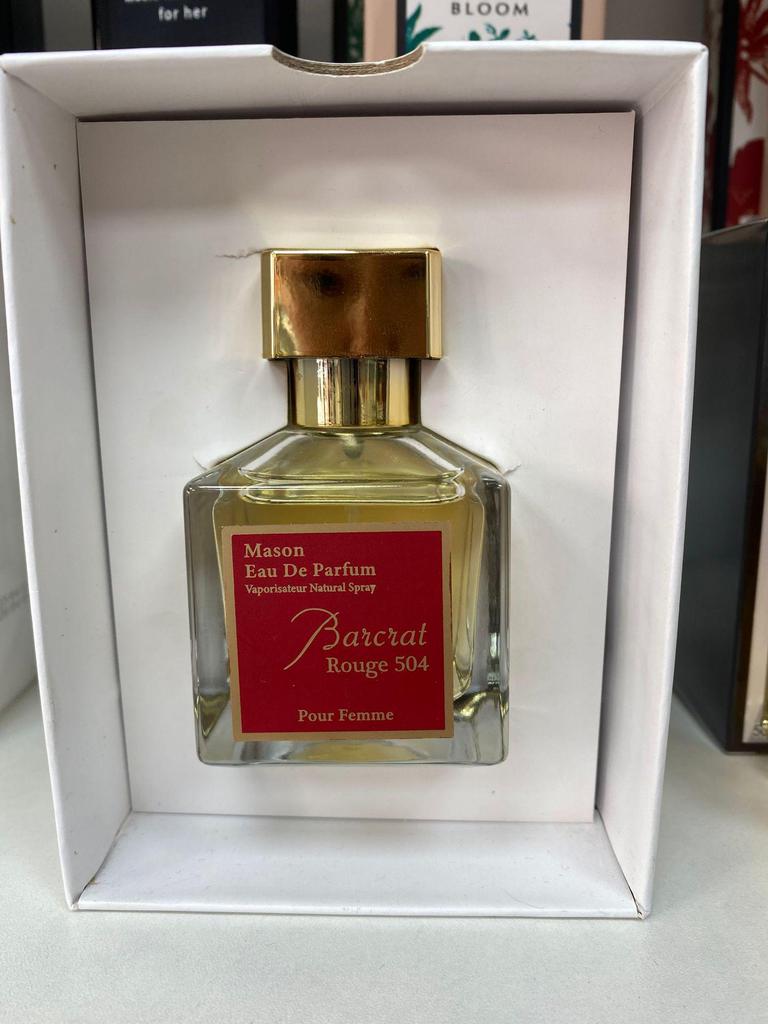 for her
BLOOM
Mason
Eau De Parfum
Vaporisateur Natural Spray
Barcrat
Rouge 504
Pour Femme